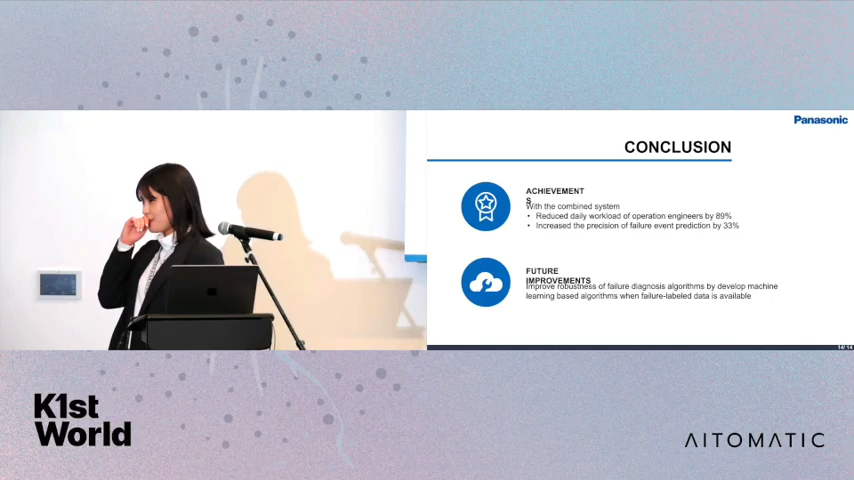 Panasonic
CONCLUSION
ACHIEVEMENT
S
With the combined system
• Reduced daily workload of operation engineers by 89%
• Increased the precision of failure event prediction by 33%
FUTURE
IMPROVEMENTS
Improve robustness of failure diagnosis algorithms by develop machine
learning based algorithms when failure-labeled data is available
14/ 14
K1st
World
AITOMATIC